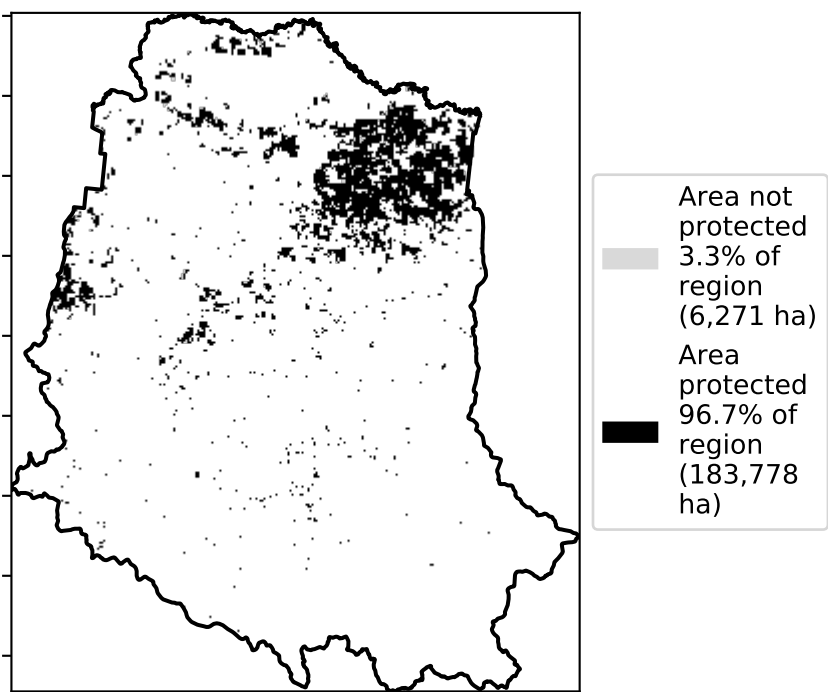 Area not
protected
3.3% of
region
(6,271 ha)
Area
protected
96.7% of
region
(183,778
ha)